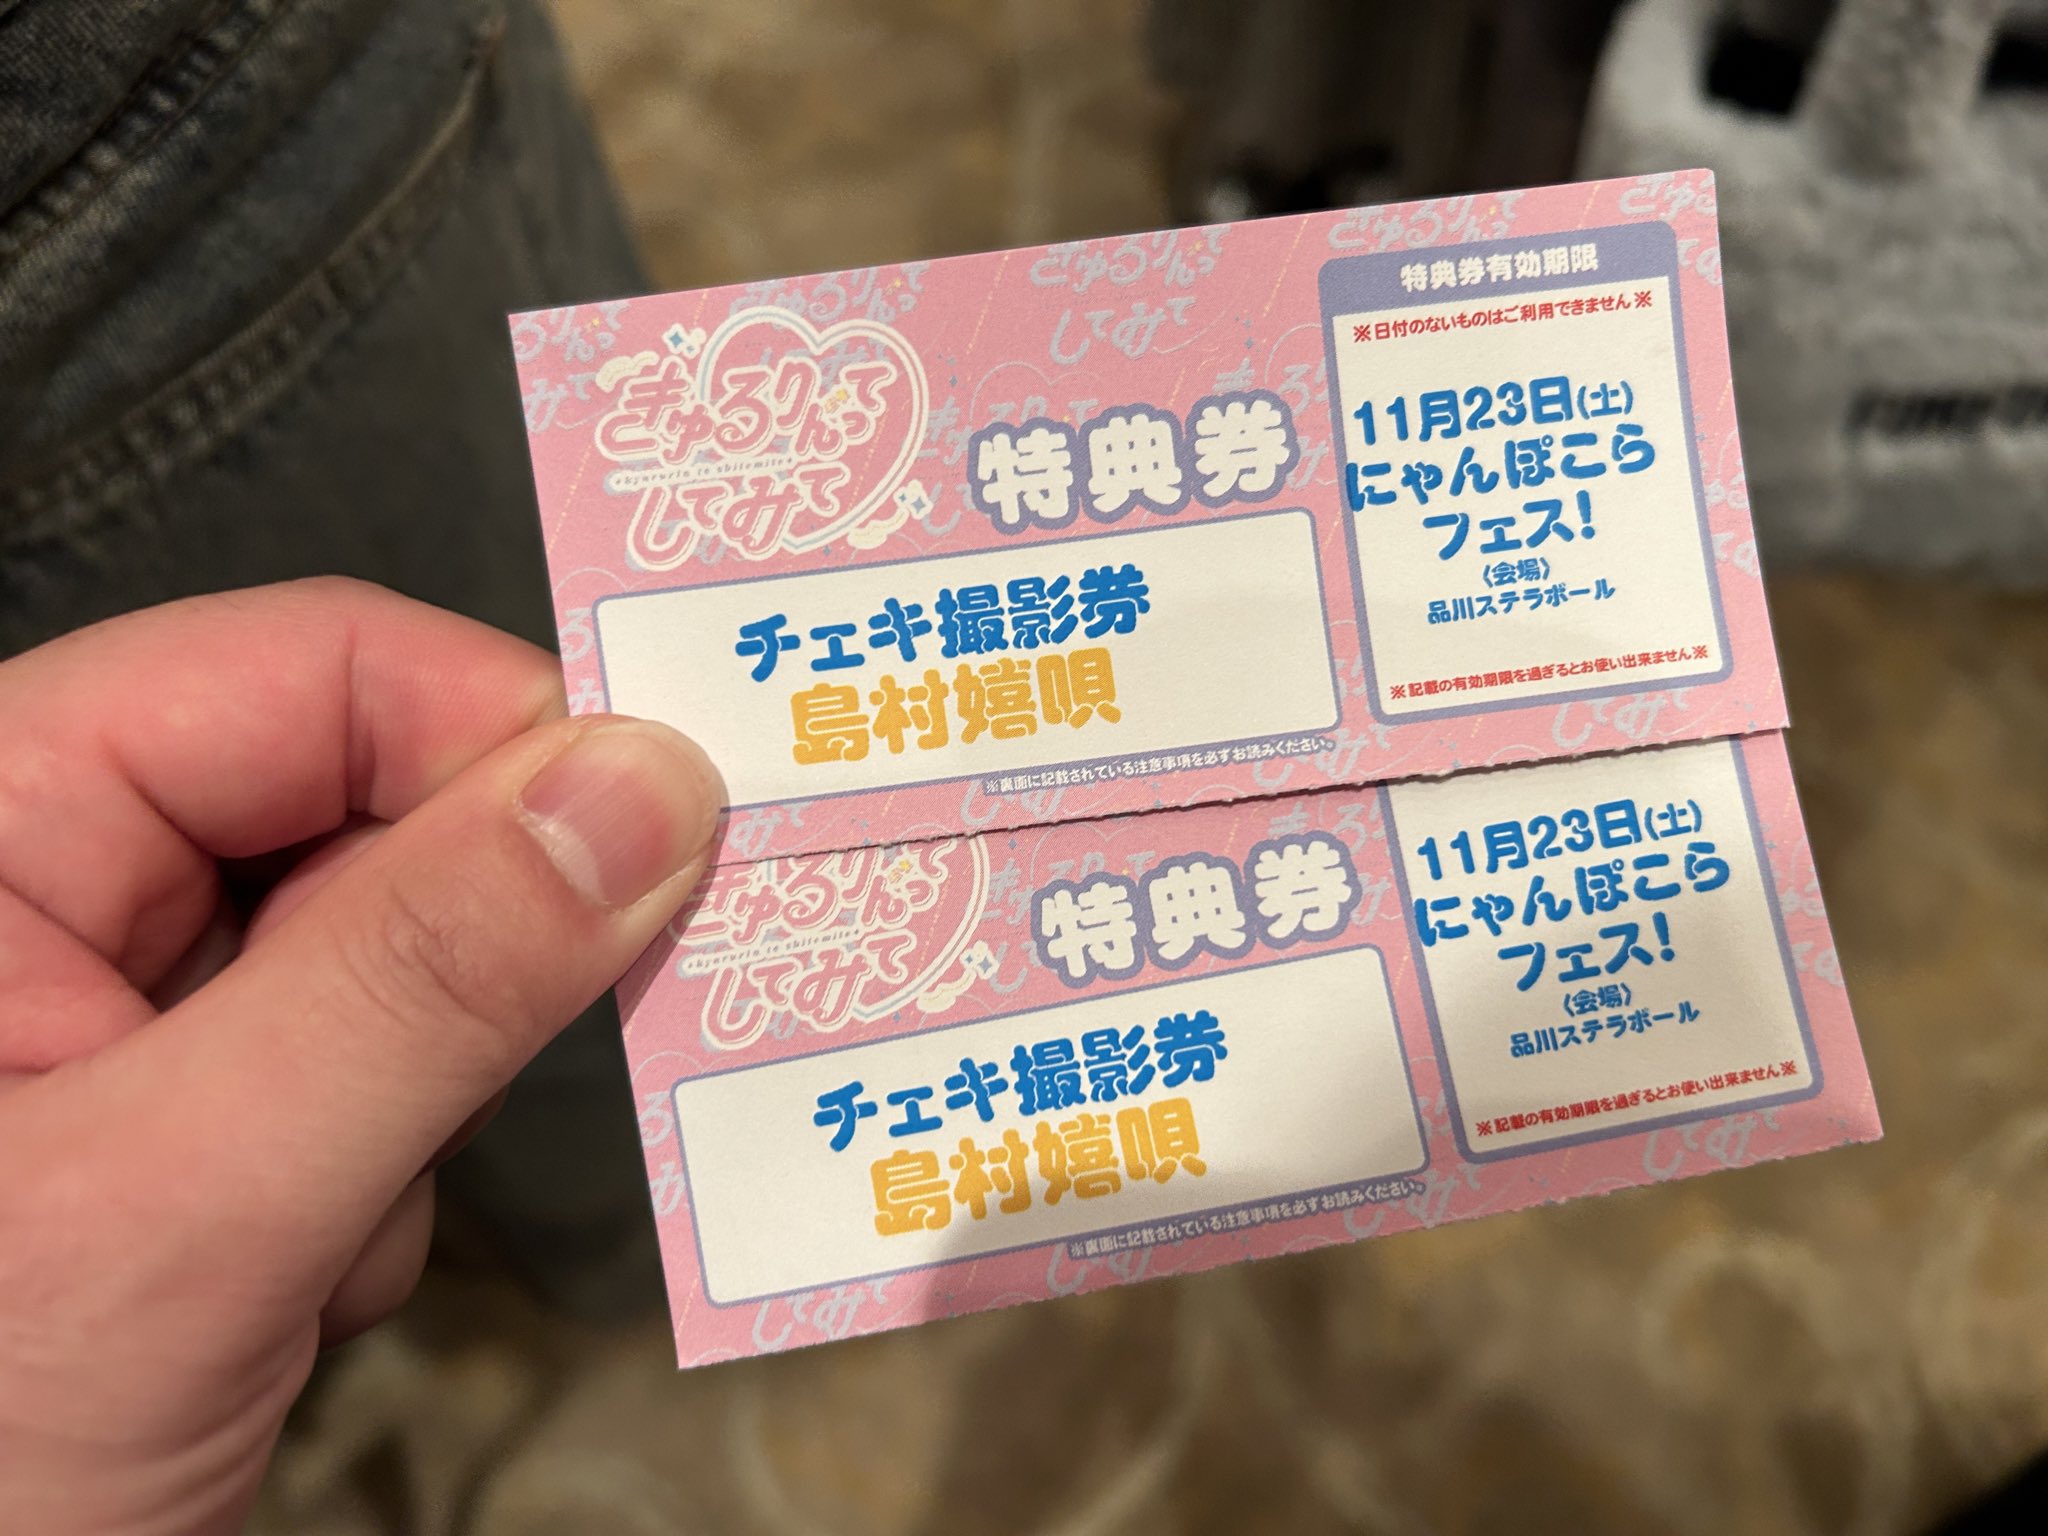 きゅるりんって
*kyururin te shitemite*
してみて
特典券
チェキ撮影券
島村嬉唄
※裏面に記載されている注意事項を必ずお読みください。
特典券有効期限
※日付のないものはご利用できません※
11月23日(土)
にゃんぽこら
フェス!
〈会場〉
品川ステラボール
※記載の有効期限を過ぎるとお使い出来ません※
きゅるりんって
*kyururin te shitemite*
してみて
特典券
チェキ撮影券
島村嬉唄
※裏面に記載されている注意事項を必ずお読みください。
11月23日(土)
にゃんぽこら
フェス!
〈会場〉
品川ステラボール
※記載の有効期限を過ぎるとお使い出来ません※